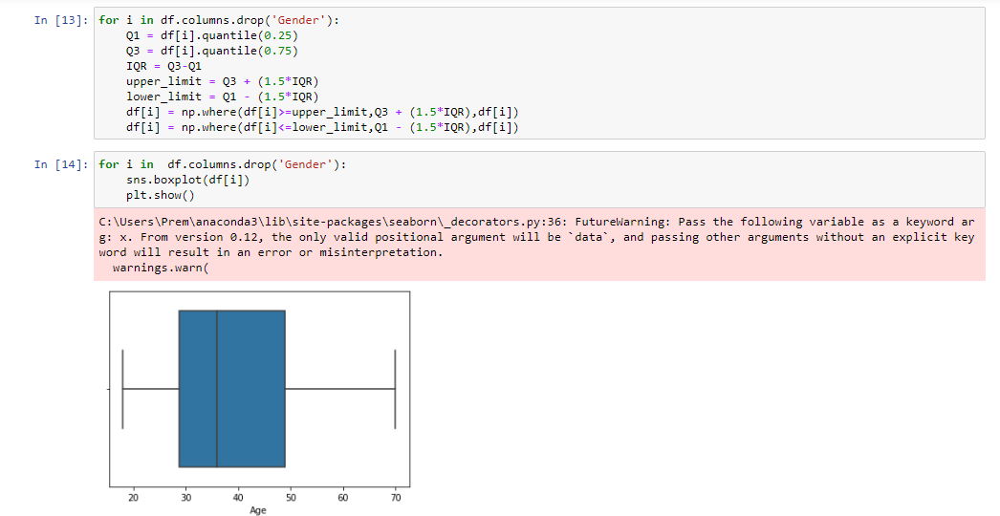 In [13]: for i in df.columns.drop('Gender'):
Q1 = df[i].quantile(0.25)
Q3 = df[i].quantile(0.75)
IQR = Q3-Q1
upper_limit = Q3 + (1.5*IQR)
lower_limit = Q1 - (1.5*IQR)
df[i] = np.where(df[i]>=upper_limit,Q3 + (1.5*IQR),df[i])
df[i] = np.where(df[i]<=lower_limit,Q1 - (1.5*IQR),df[i])
In [14]: for i in  df.columns.drop('Gender'):
sns.boxplot(df[i])
plt.show()
C:\Users\Prem\anaconda3\lib\site-packages\seaborn\_decorators.py:36: FutureWarning: Pass the following variable as a keyword ar
g: x. From version 0.12, the only valid positional argument will be `data`, and passing other arguments without an explicit key
word will result in an error or misinterpretation.
warnings.warn(
20 30 40 50 60 70
Age